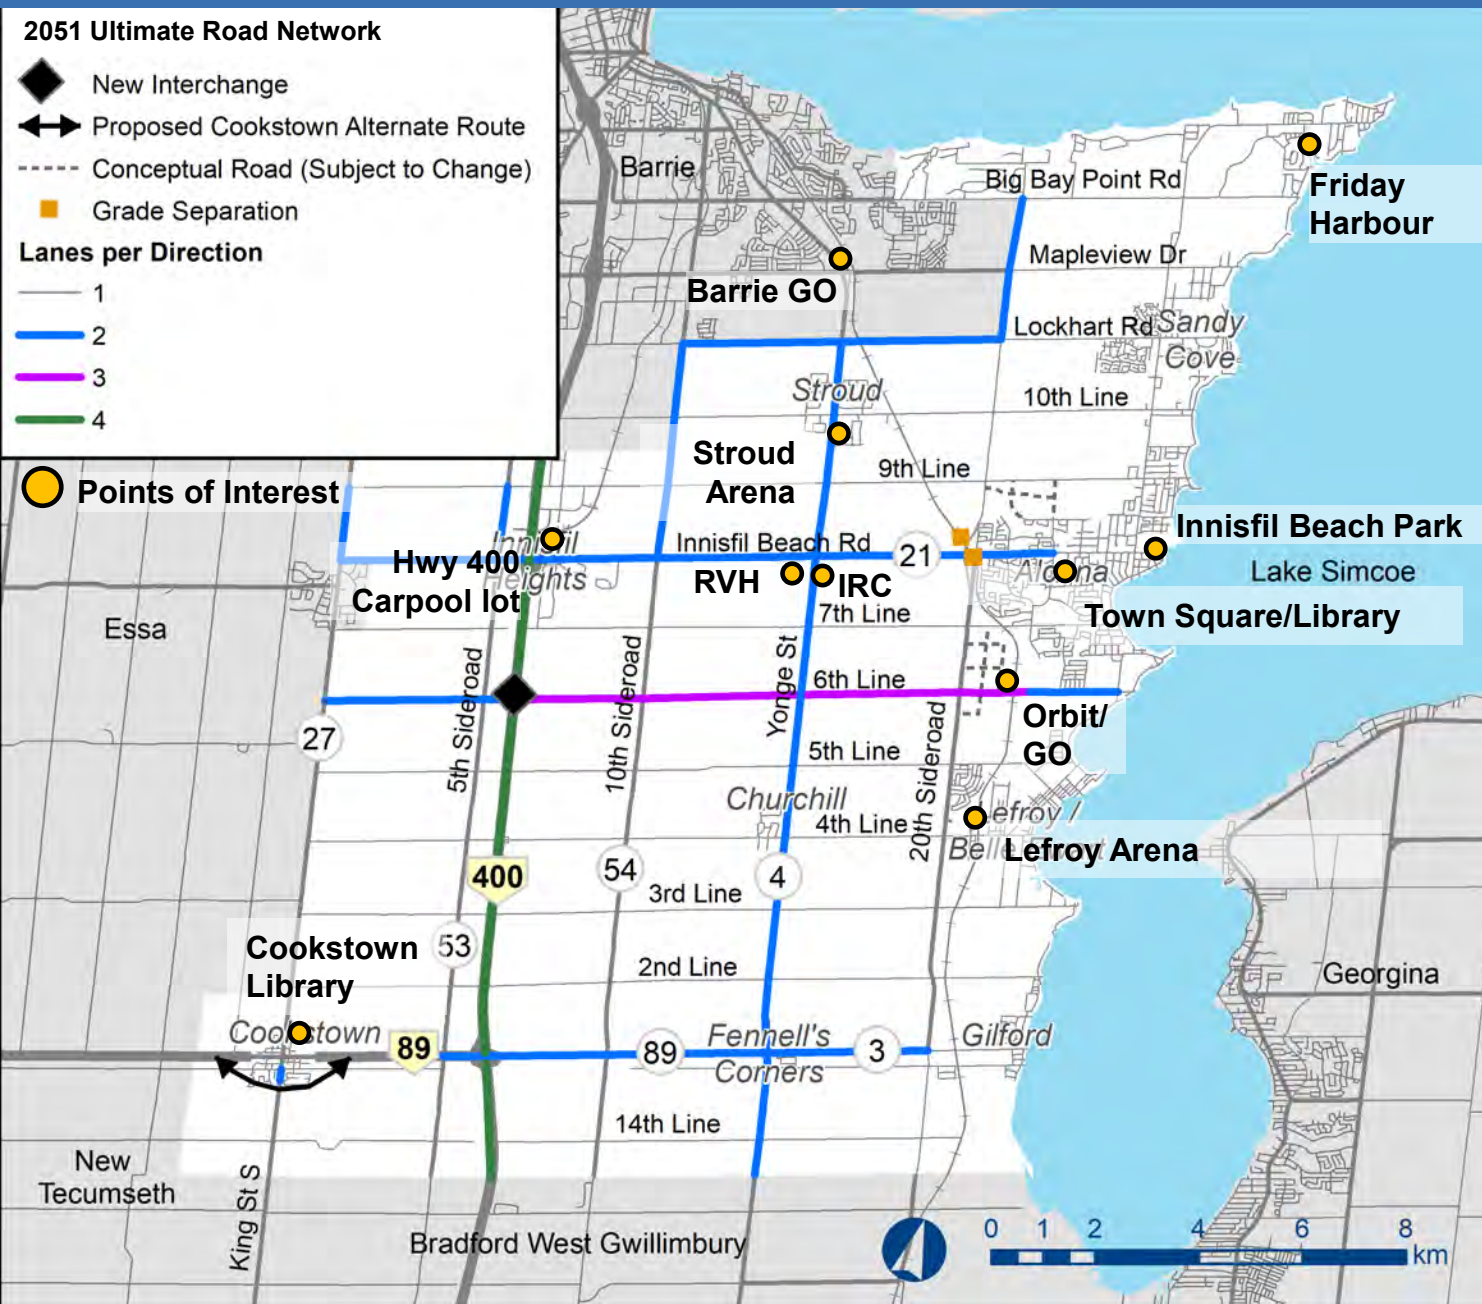 2051 Ultimate Road Network
New Interchange
Proposed Cookstown Alternate Route
Conceptual Road (Subject to Change)
Grade Separation
Lanes per Direction
1
2
3
4
Points of Interest
Barrie
Big Bay Point Rd
Friday
Harbour
Mapleview Dr
Barrie GO
Lockhart Rd
Sandy
Cove
Stroud
10th Line
Stroud
Arena
9th Line
Innisfil Beach Park
Innisfil
Heights
Innisfil Beach Rd
21
Hwy 400
Carpool lot
RVH
IRC
Alcona
Lake Simcoe
7th Line
Town Square/Library
Essa
6th Line
5th Sideroad
10th Sideroad
Yonge St
20th Sideroad
27
Orbit/
GO
5th Line
Churchill
4th Line
Lefroy /
Belle Ewart
Lefroy Arena
400
54
4
3rd Line
53
Cookstown
Library
2nd Line
Georgina
Cookstown
89
89
Fennell's
Corners
3
Gilford
14th Line
New
Tecumseth
King St S
Bradford West Gwillimbury
0 1 2 4 6 8
km